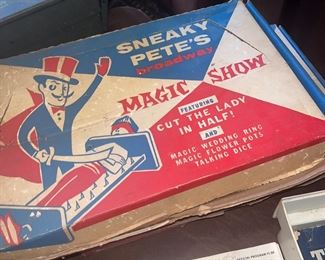 SNEAKY
PETE'S
broadway
MAGIC SHOW
FEATURING
CUT THE LADY
IN HALF!
AND
MAGIC WEDDING RING
MAGIC FLOWER POTS
TALKING DICE
T